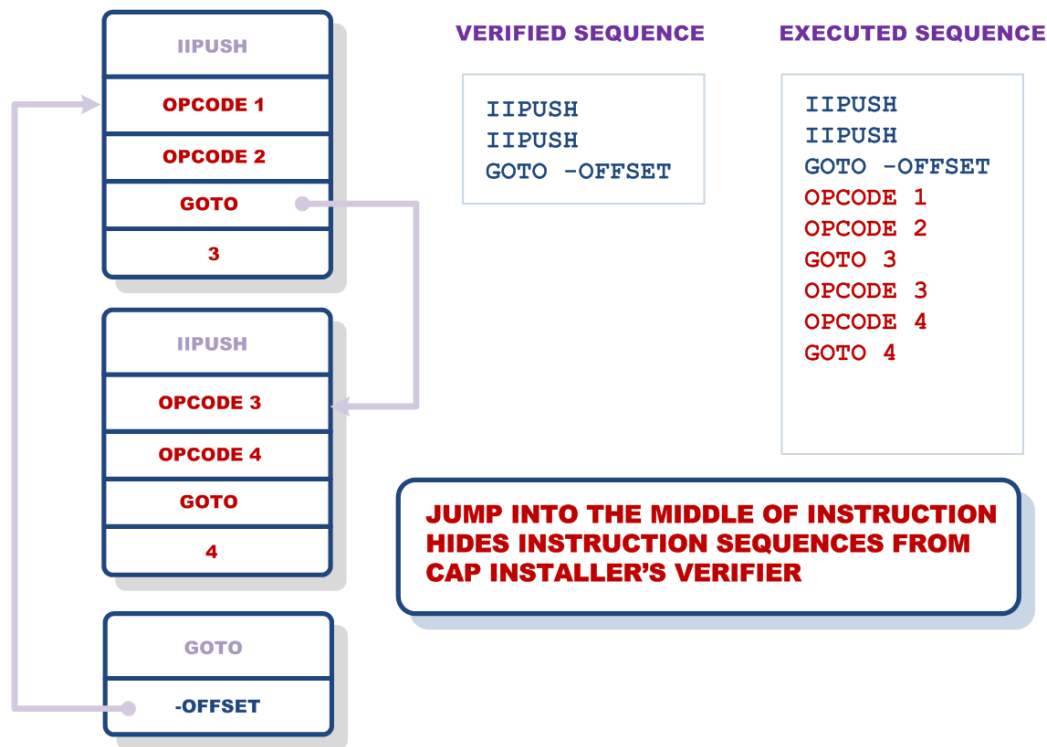 IIPUSH
OPCODE 1
OPCODE 2
GOTO
3
IIPUSH
OPCODE 3
OPCODE 4
GOTO
4
GOTO
-OFFSET
VERIFIED SEQUENCE
IIPUSH
IIPUSH
GOTO -OFFSET
EXECUTED SEQUENCE
IIPUSH
IIPUSH
GOTO -OFFSET
OPCODE 1
OPCODE 2
GOTO 3
OPCODE 3
OPCODE 4
GOTO 4
JUMP INTO THE MIDDLE OF INSTRUCTION
HIDES INSTRUCTION SEQUENCES FROM
CAP INSTALLER'S VERIFIER